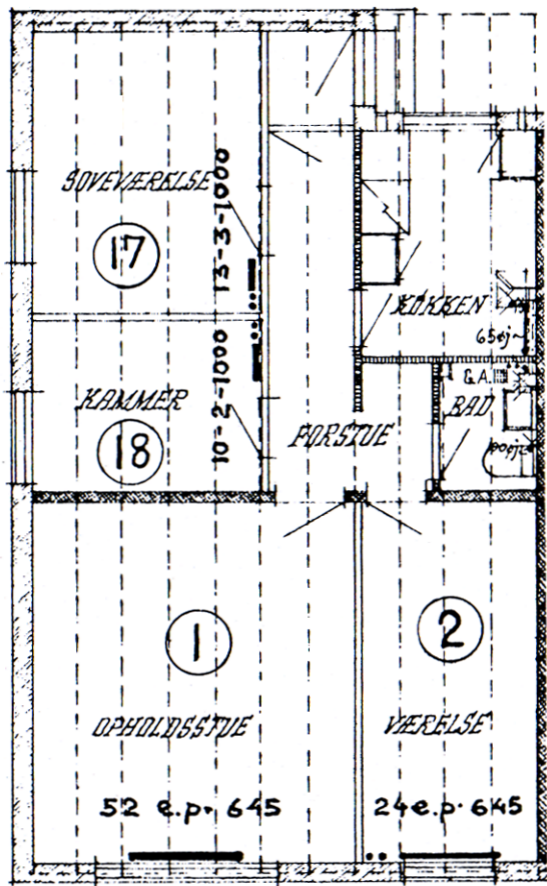 SOVEVÆRELSE
17
13-3-1000
KØKKEN
65 øj~
KAMMER
18
10-2-1000
FORSTUE
G.A.
BAD
1
2
OPHOLDSSTUE
VÆRELSE
52 e.p. 645
24 e.p. 645